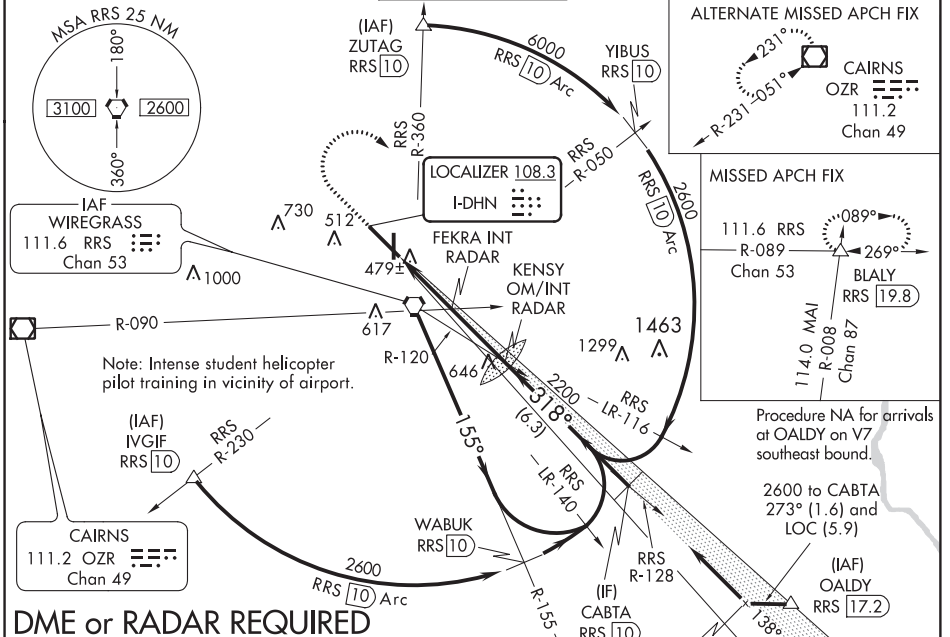 MSA RRS 25 NM
180°
3100
2600
360°
(IAF)
ZUTAG
RRS 10
6000
RRS 10 Arc
YIBUS
RRS 10
ALTERNATE MISSED APCH FIX
231°
R-231
051°
CAIRNS
OZR
111.2
Chan 49
RRS
R-360
RRS
R-050
LOCALIZER 108.3
I-DHN
RRS 10 Arc
2600
MISSED APCH FIX
089°
111.6 RRS
R-089
Chan 53
269°
BLALY
RRS 19.8
114.0 MAI
R-008
Chan 87
IAF
WIREGRASS
111.6 RRS
Chan 53
730
512
479±
1000
617
FEKRA INT
RADAR
KENSY
OM/INT
RADAR
R-090
R-120
646
1299
1463
Note: Intense student helicopter
pilot training in vicinity of airport.
2200
318°
(6.3)
RRS
LR-116
155°
RRS
LR-140
Procedure NA for arrivals
at OALDY on V7
southeast bound.
(IAF)
IVGIF
RRS 10
RRS
R-230
2600 to CABTA
273° (1.6) and
LOC (5.9)
CAIRNS
111.2 OZR
Chan 49
WABUK
RRS 10
2600
RRS 10 Arc
R-155
(IF)
CABTA
RRS 10
RRS
R-128
(IAF)
OALDY
RRS 17.2
138°
DME or RADAR REQUIRED